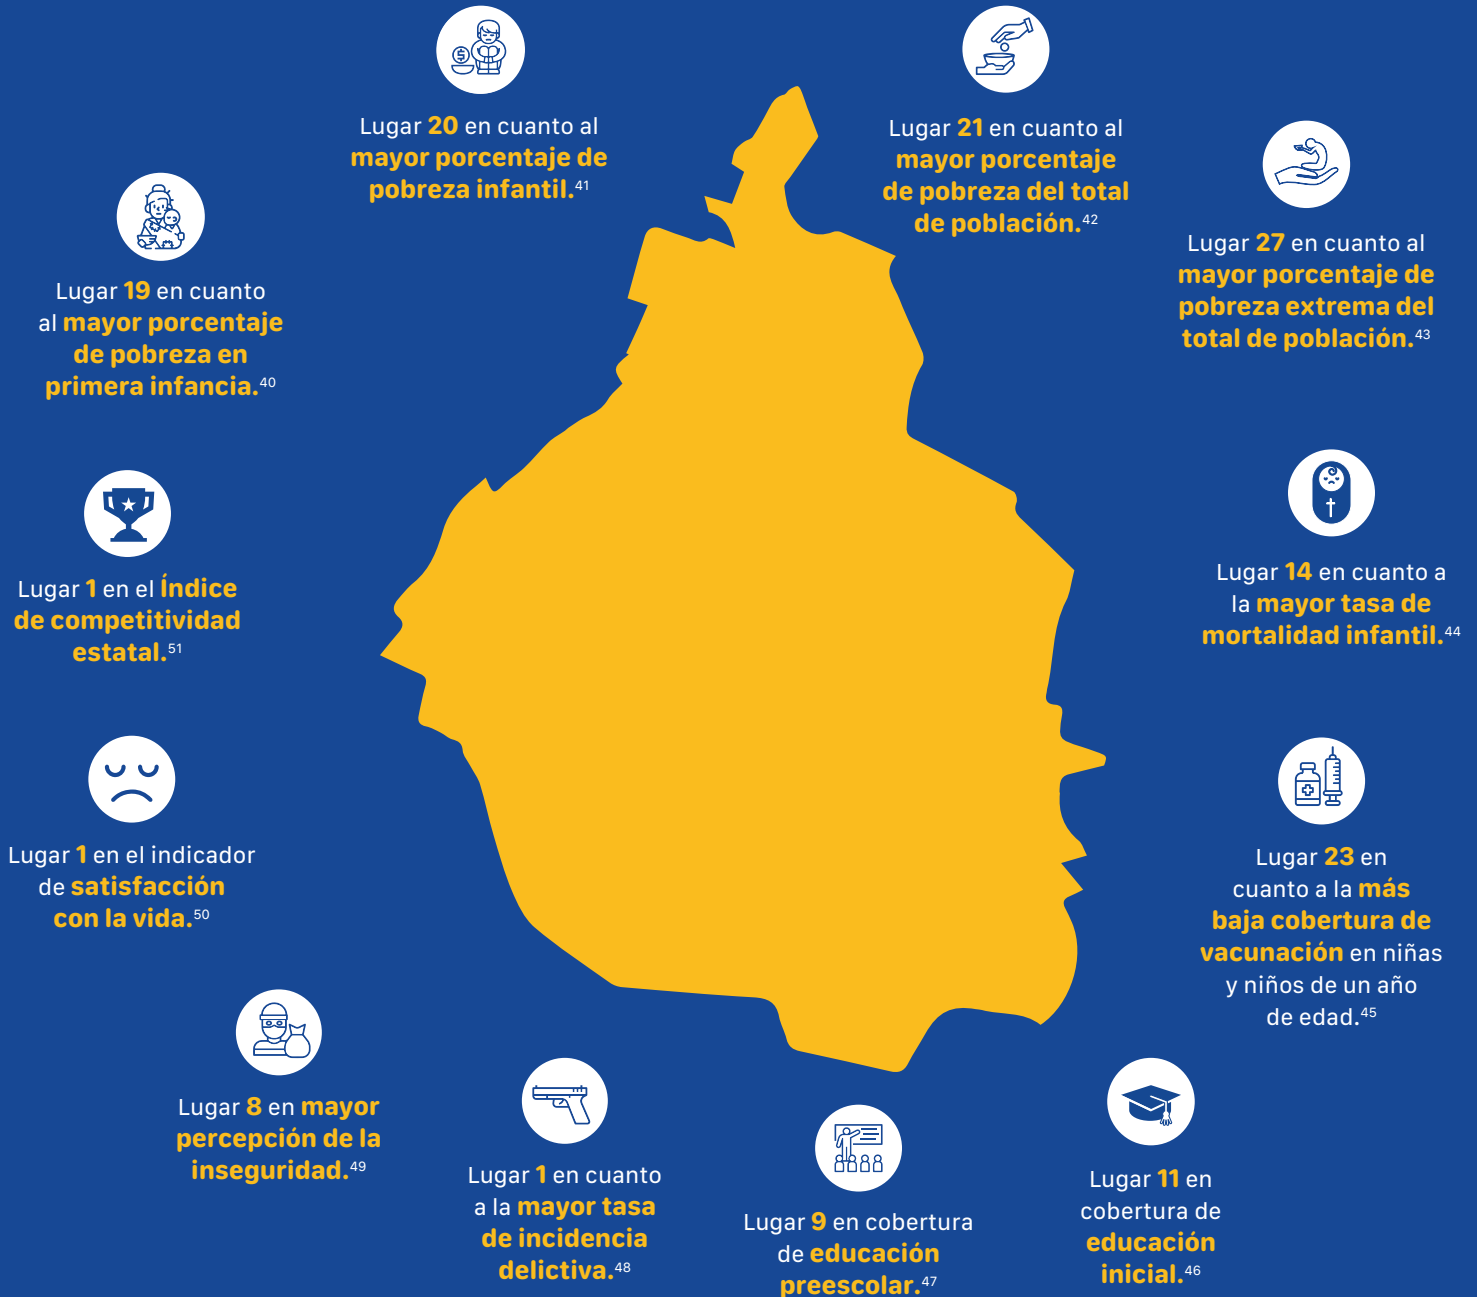 Lugar 20 en cuanto al
mayor porcentaje de
pobreza infantil.41
Lugar 21 en cuanto al
mayor porcentaje
de pobreza del total
de población.42
Lugar 27 en cuanto al
mayor porcentaje de
pobreza extrema del
total de población.43
Lugar 19 en cuanto
al mayor porcentaje
de pobreza en
primera infancia.40
Lugar 1 en el Índice
de competitividad
estatal.51
Lugar 14 en cuanto a
la mayor tasa de
mortalidad infantil.44
Lugar 1 en el indicador
de satisfacción
con la vida.50
Lugar 23 en
cuanto a la más
baja cobertura de
vacunación en niñas
y niños de un año
de edad.45
Lugar 8 en mayor
percepción de la
inseguridad.49
Lugar 1 en cuanto
a la mayor tasa
de incidencia
delictiva.48
Lugar 9 en cobertura
de educación
preescolar.47
Lugar 11 en
cobertura de
educación
inicial.46